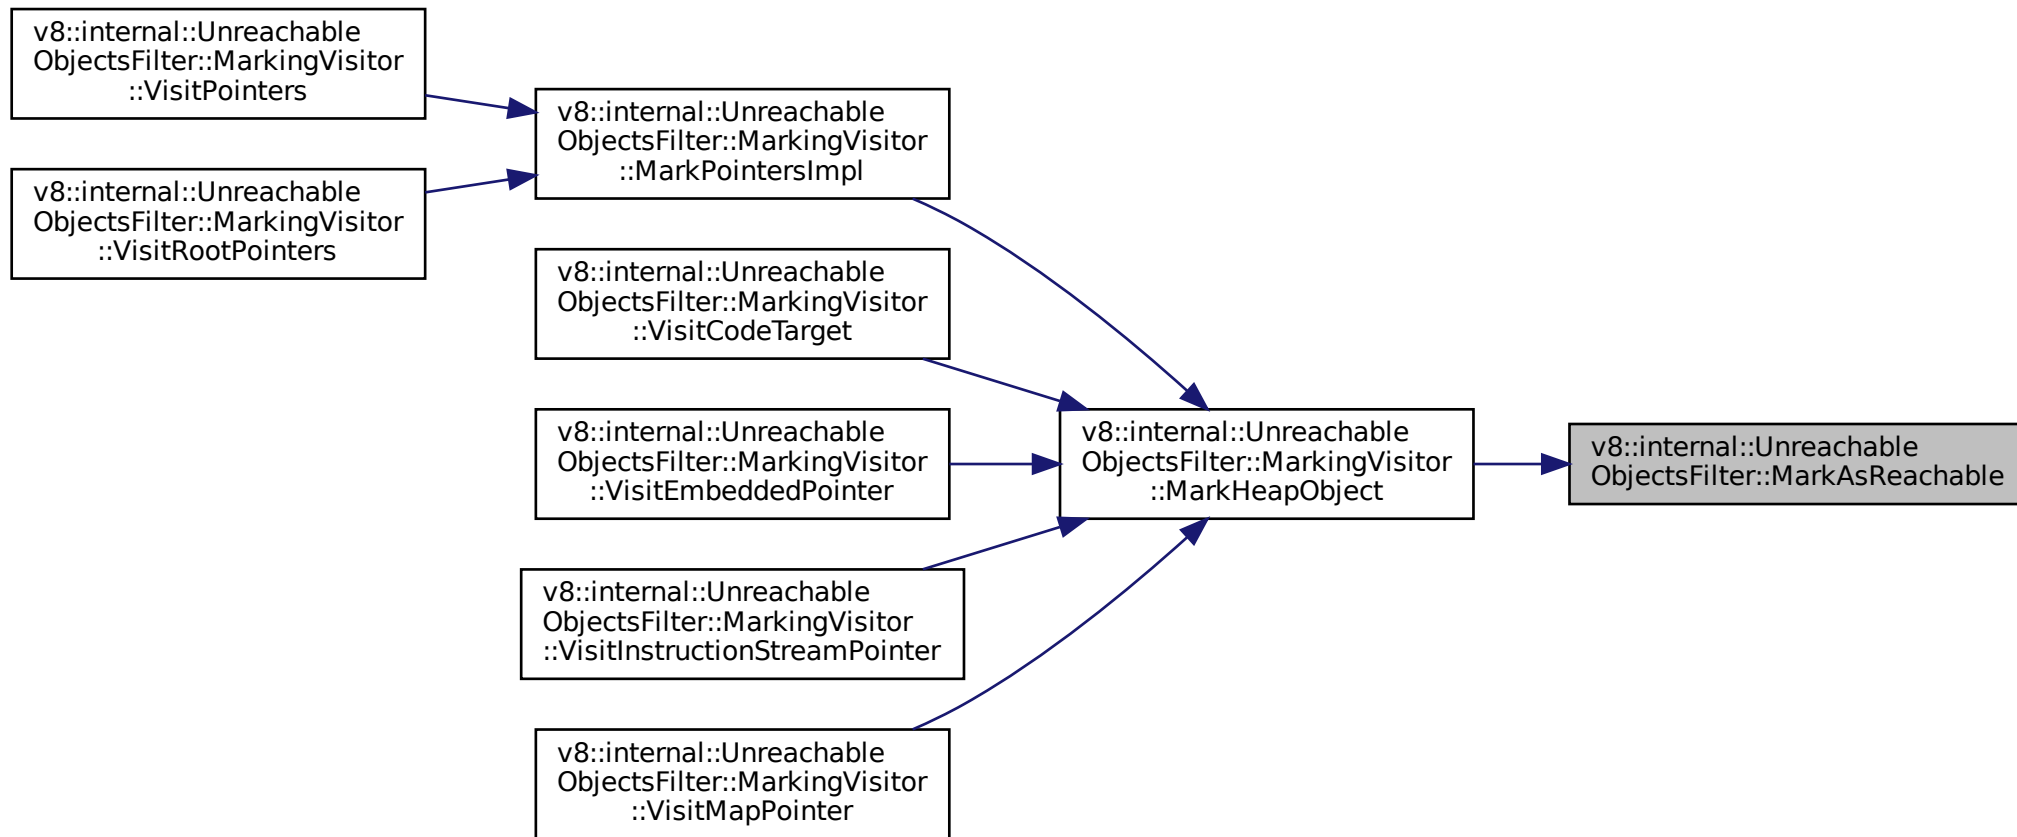 v8::internal::Unreachable
ObjectsFilter::MarkingVisitor
::VisitPointers
v8::internal::Unreachable
ObjectsFilter::MarkingVisitor
::VisitRootPointers
v8::internal::Unreachable
ObjectsFilter::MarkingVisitor
::MarkPointersImpl
v8::internal::Unreachable
ObjectsFilter::MarkingVisitor
::VisitCodeTarget
v8::internal::Unreachable
ObjectsFilter::MarkingVisitor
::VisitEmbeddedPointer
v8::internal::Unreachable
ObjectsFilter::MarkingVisitor
::VisitInstructionStreamPointer
v8::internal::Unreachable
ObjectsFilter::MarkingVisitor
::VisitMapPointer
v8::internal::Unreachable
ObjectsFilter::MarkingVisitor
::MarkHeapObject
v8::internal::Unreachable
ObjectsFilter::MarkAsReachable